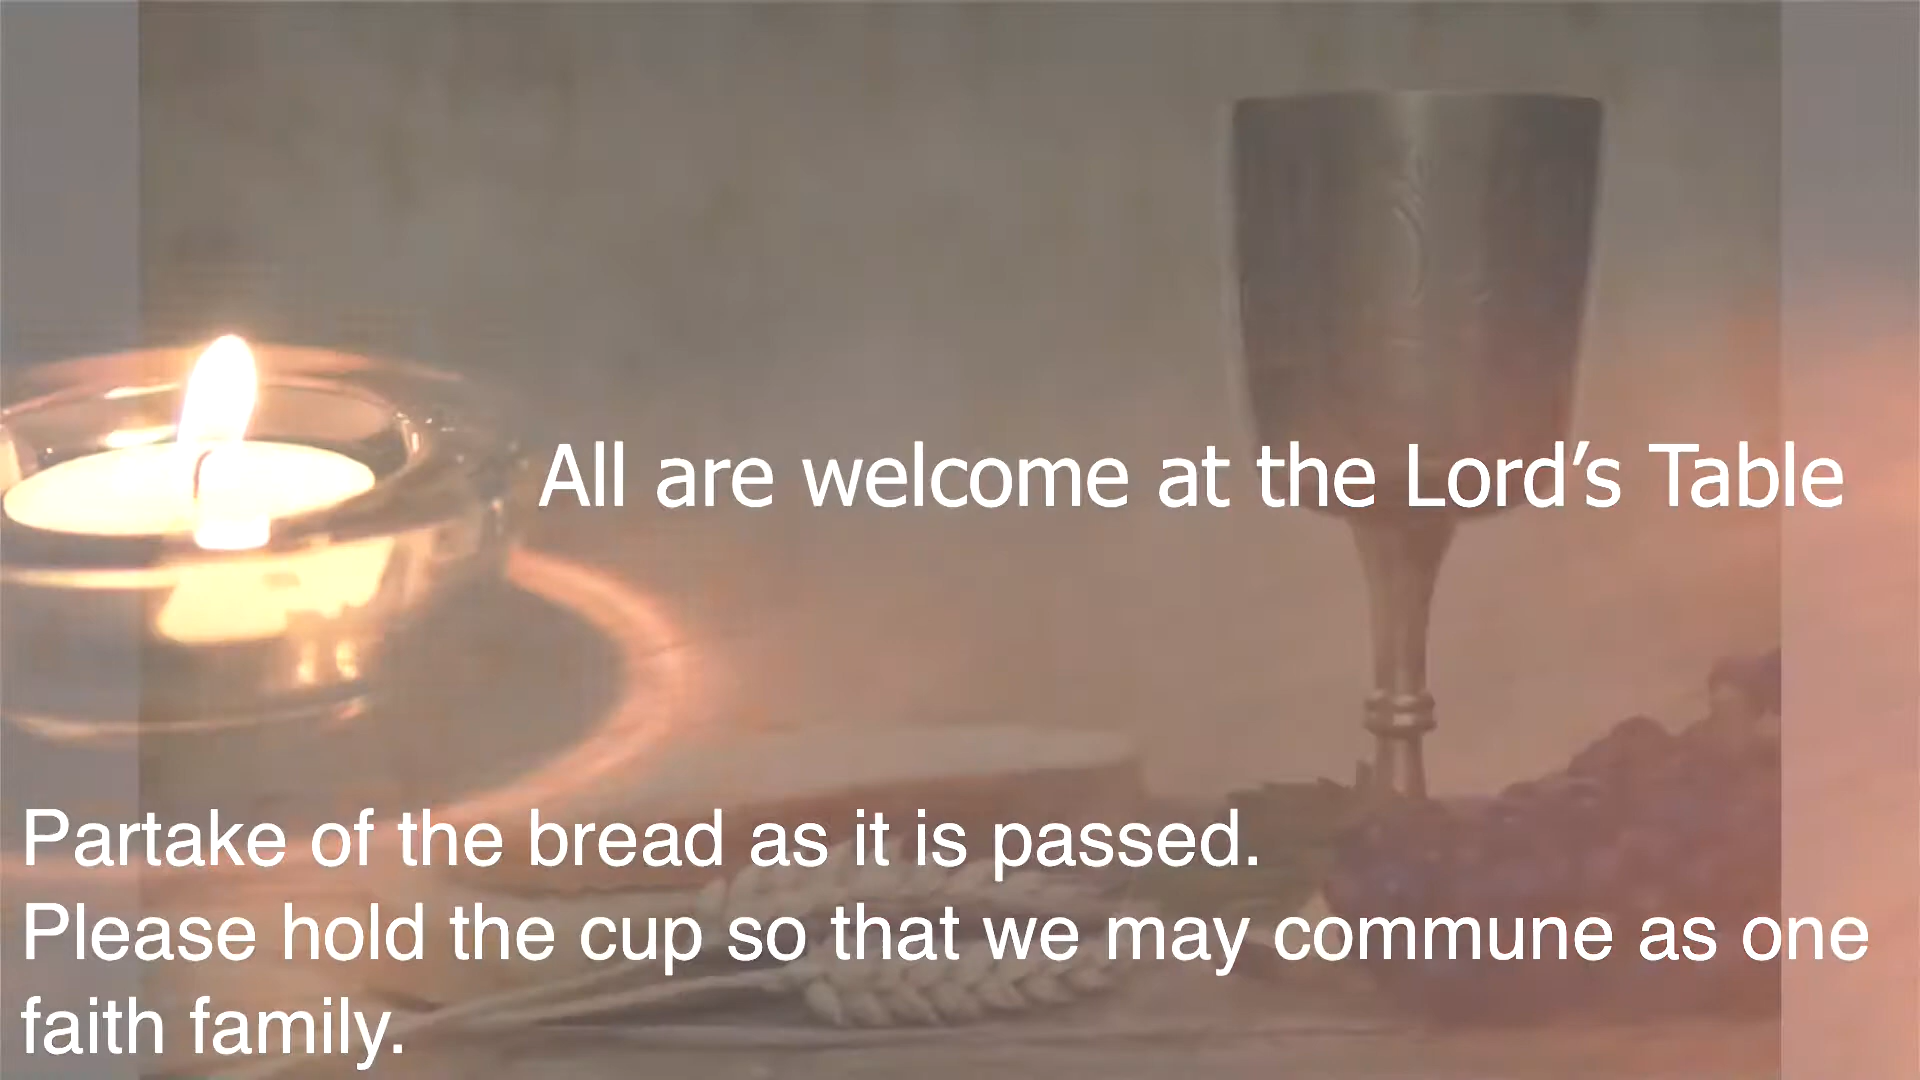 All are welcome at the Lord’s Table
Partake of the bread as it is passed.
Please hold the cup so that we may commune as one
faith family.